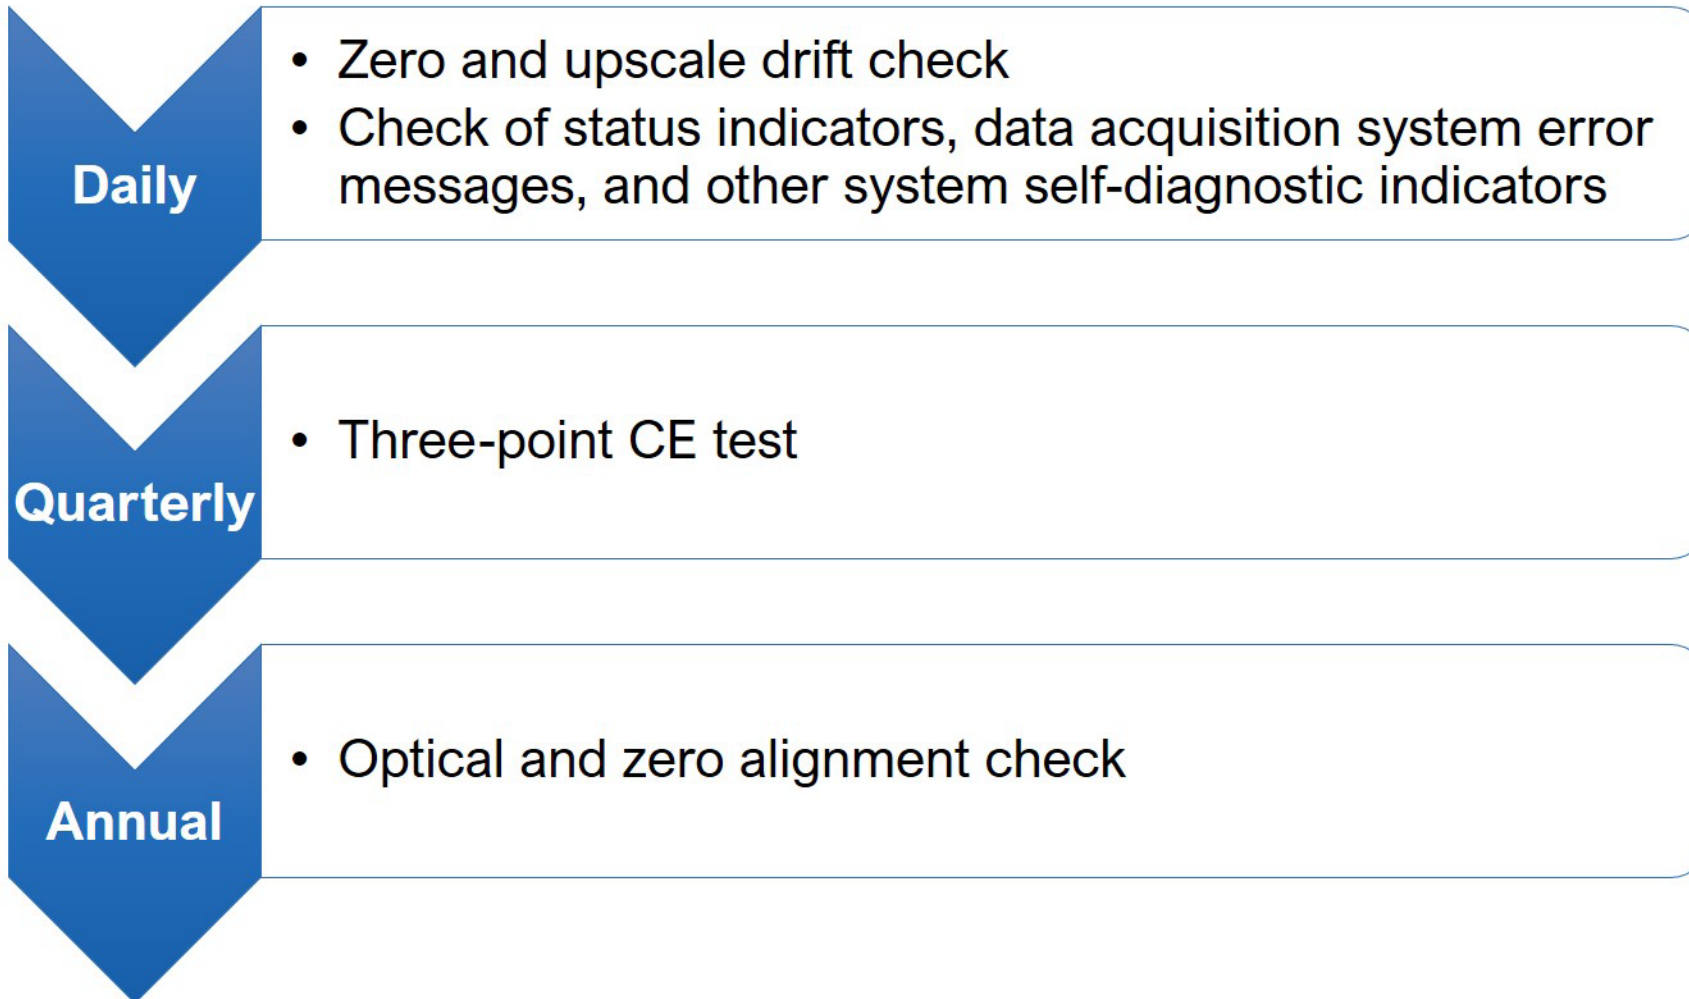 Daily
• Zero and upscale drift check
• Check of status indicators, data acquisition system error
messages, and other system self-diagnostic indicators
Quarterly
• Three-point CE test
Annual
• Optical and zero alignment check